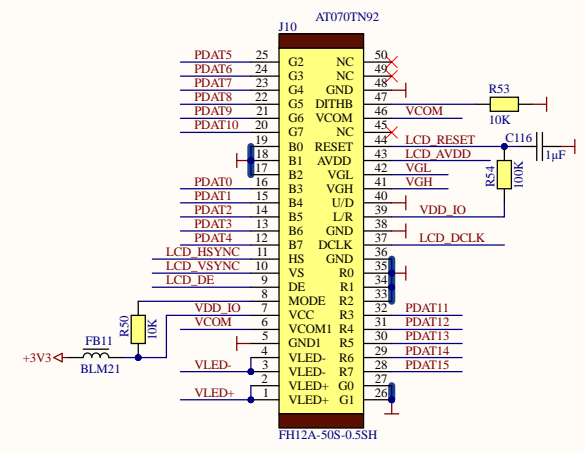 AT070TN92
J10
PDAT5 25 G2 NC 50
PDAT6 24 G3 NC 49
PDAT7 23 G4 GND 48
PDAT8 22 G5 DITHB 47 R53 10K
PDAT9 21 G6 VCOM 46 VCOM
PDAT10 20 G7 NC 45
19 B0 RESET 44 LCD_RESET C116 1µF
18 B1 AVDD 43 LCD_AVDD
17 B2 VGL 42 VGL R54 100K
PDAT0 16 B3 VGH 41 VGH
PDAT1 15 B4 U/D 40
PDAT2 14 B5 L/R 39 VDD_IO
PDAT3 13 B6 GND 38
PDAT4 12 B7 DCLK 37 LCD_DCLK
LCD_HSYNC 11 HS GND 36
LCD_VSYNC 10 VS R0 35
LCD_DE 9 DE R1 34
8 MODE R2 33
VDD_IO 7 VCC R3 32 PDAT11
R50 10K VCOM 6 VCOM1 R4 31 PDAT12
FB11 5 GND1 R5 30 PDAT13
+3V3 4 VLED- R6 29 PDAT14
BLM21 VLED- 3 VLED- R7 28 PDAT15
2 VLED+ G0 27
VLED+ 1 VLED+ G1 26
FH12A-50S-0.5SH